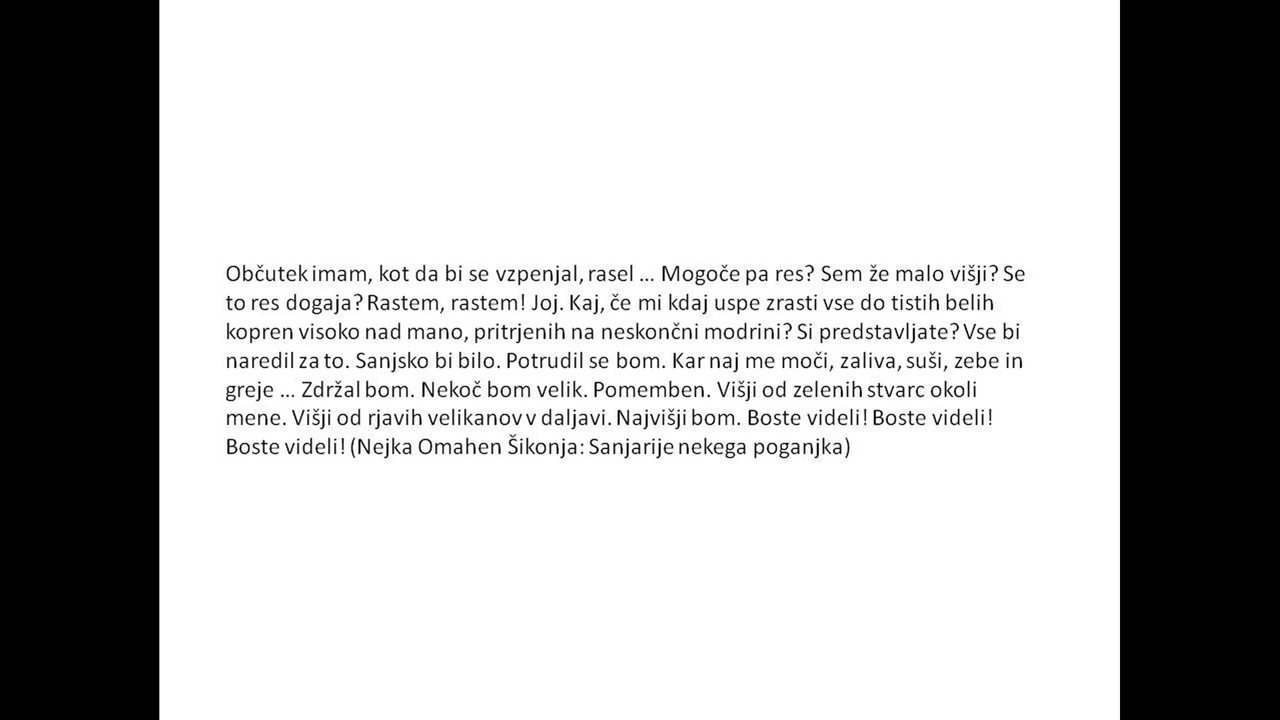 Občutek imam, kot da bi se vzpenjal, rasel ... Mogoče pa res? Sem že malo višji? Se
to res dogaja? Rastem, rastem! Joj. Kaj, če mi kdaj uspe zrasti vse do tistih belih
kopren visoko nad mano, pritrjenih na neskončni modrini? Si predstavljate? Vse bi
naredil za to. Sanjsko bi bilo. Potrudil se bom. Kar naj me moči, zaliva, suši, zebe in
greje ... Zdržal bom. Nekoč bom velik. Pomemben. Višji od zelenih stvarc okoli
mene. Višji od rjavih velikanov v daljavi. Najvišji bom. Boste videli! Boste videli!
Boste videli! (Nejka Omahen Šikonja: Sanjarije nekega poganjka)